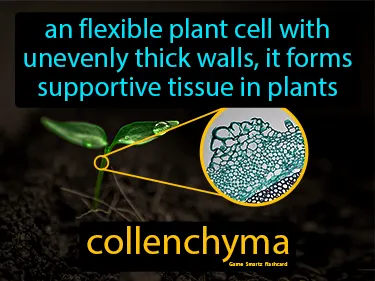 an flexible plant cell with
unevenly thick walls, it forms
supportive tissue in plants
collenchyma
Game Smartz Flashcard